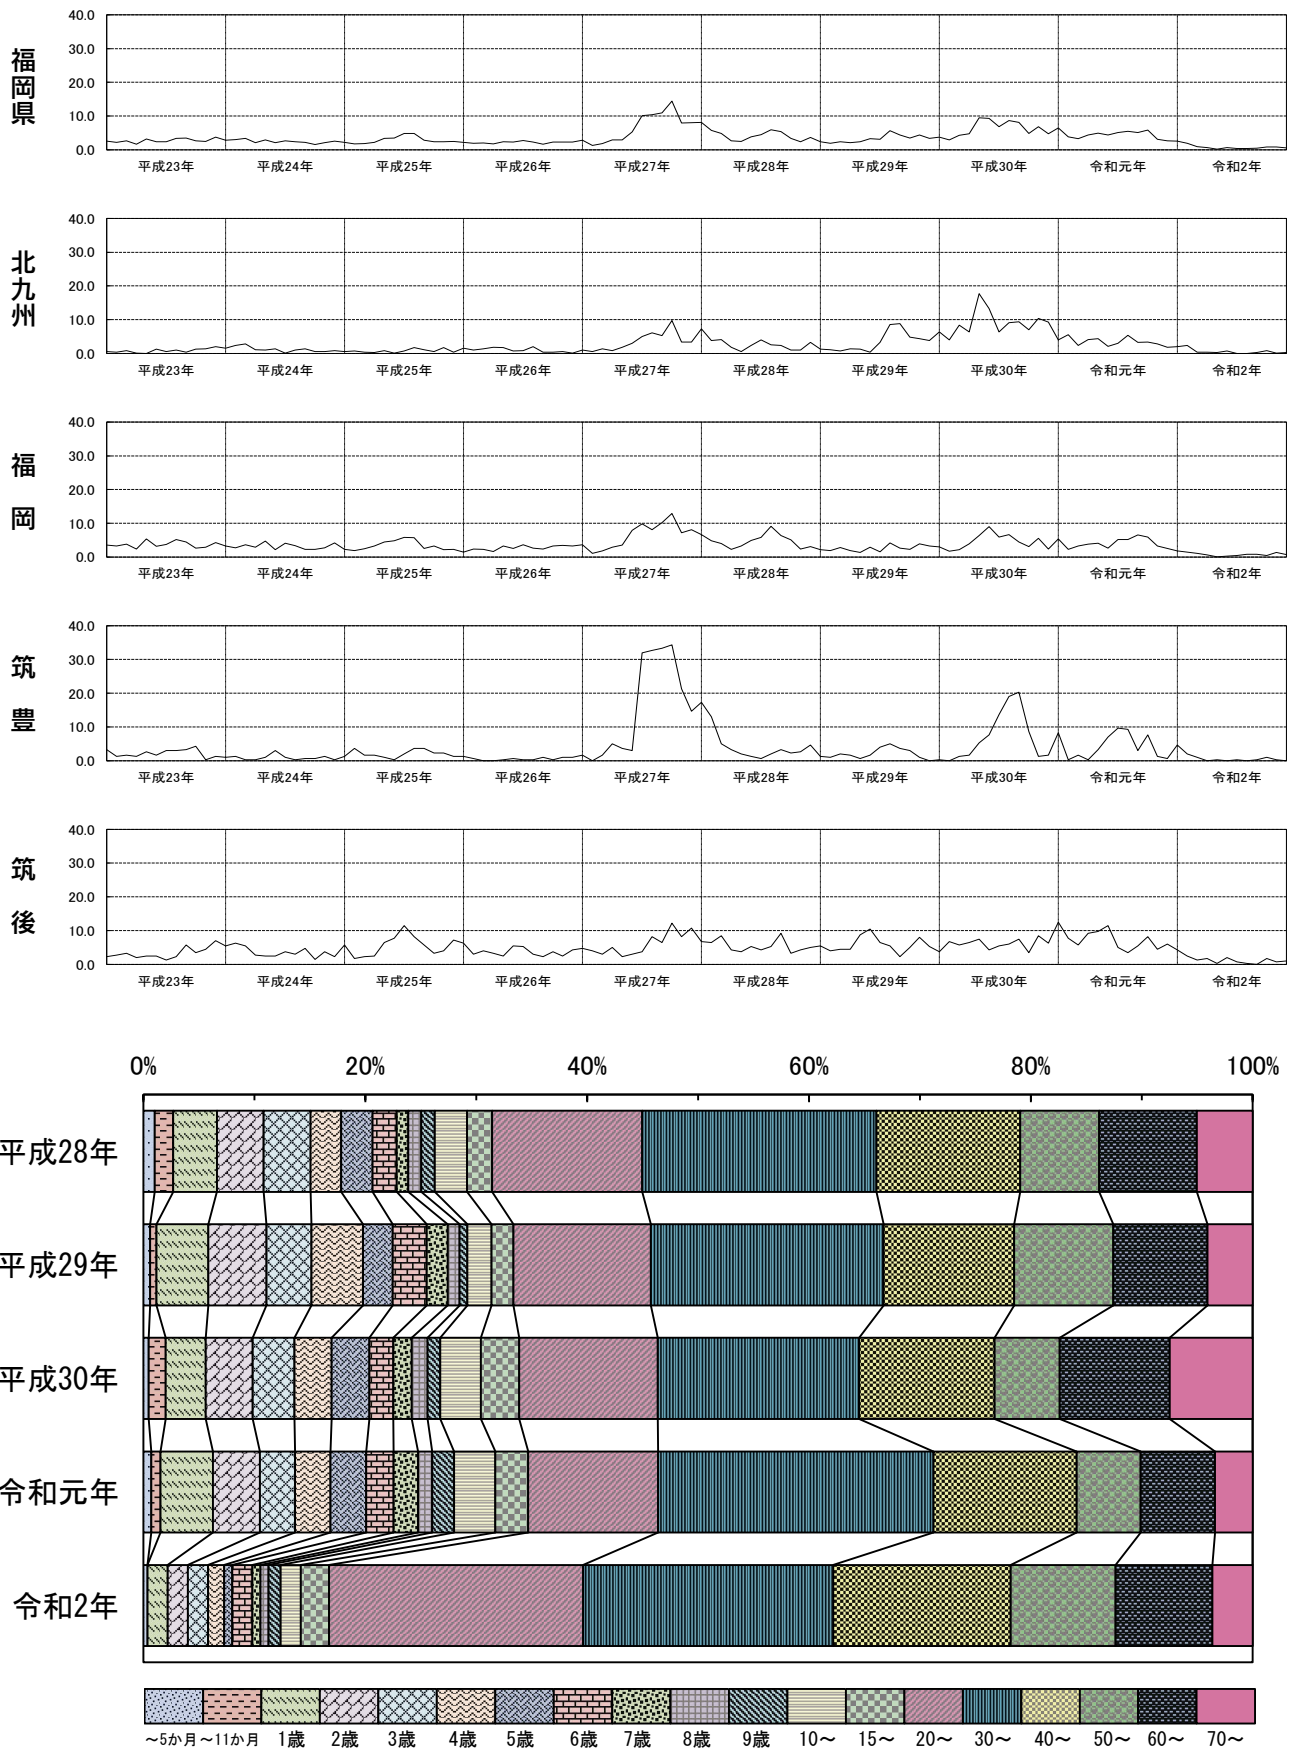 福岡県
40.0
30.0
20.0
10.0
0.0
平成23年 平成24年 平成25年 平成26年 平成27年 平成28年 平成29年 平成30年 令和元年 令和2年
北九州
40.0
30.0
20.0
10.0
0.0
平成23年 平成24年 平成25年 平成26年 平成27年 平成28年 平成29年 平成30年 令和元年 令和2年
福岡
40.0
30.0
20.0
10.0
0.0
平成23年 平成24年 平成25年 平成26年 平成27年 平成28年 平成29年 平成30年 令和元年 令和2年
筑豊
40.0
30.0
20.0
10.0
0.0
平成23年 平成24年 平成25年 平成26年 平成27年 平成28年 平成29年 平成30年 令和元年 令和2年
筑後
40.0
30.0
20.0
10.0
0.0
平成23年 平成24年 平成25年 平成26年 平成27年 平成28年 平成29年 平成30年 令和元年 令和2年
0% 20% 40% 60% 80% 100%
平成28年
平成29年
平成30年
令和元年
令和2年
～5か月 ～11か月 1歳 2歳 3歳 4歳 5歳 6歳 7歳 8歳 9歳 10～ 15～ 20～ 30～ 40～ 50～ 60～ 70～